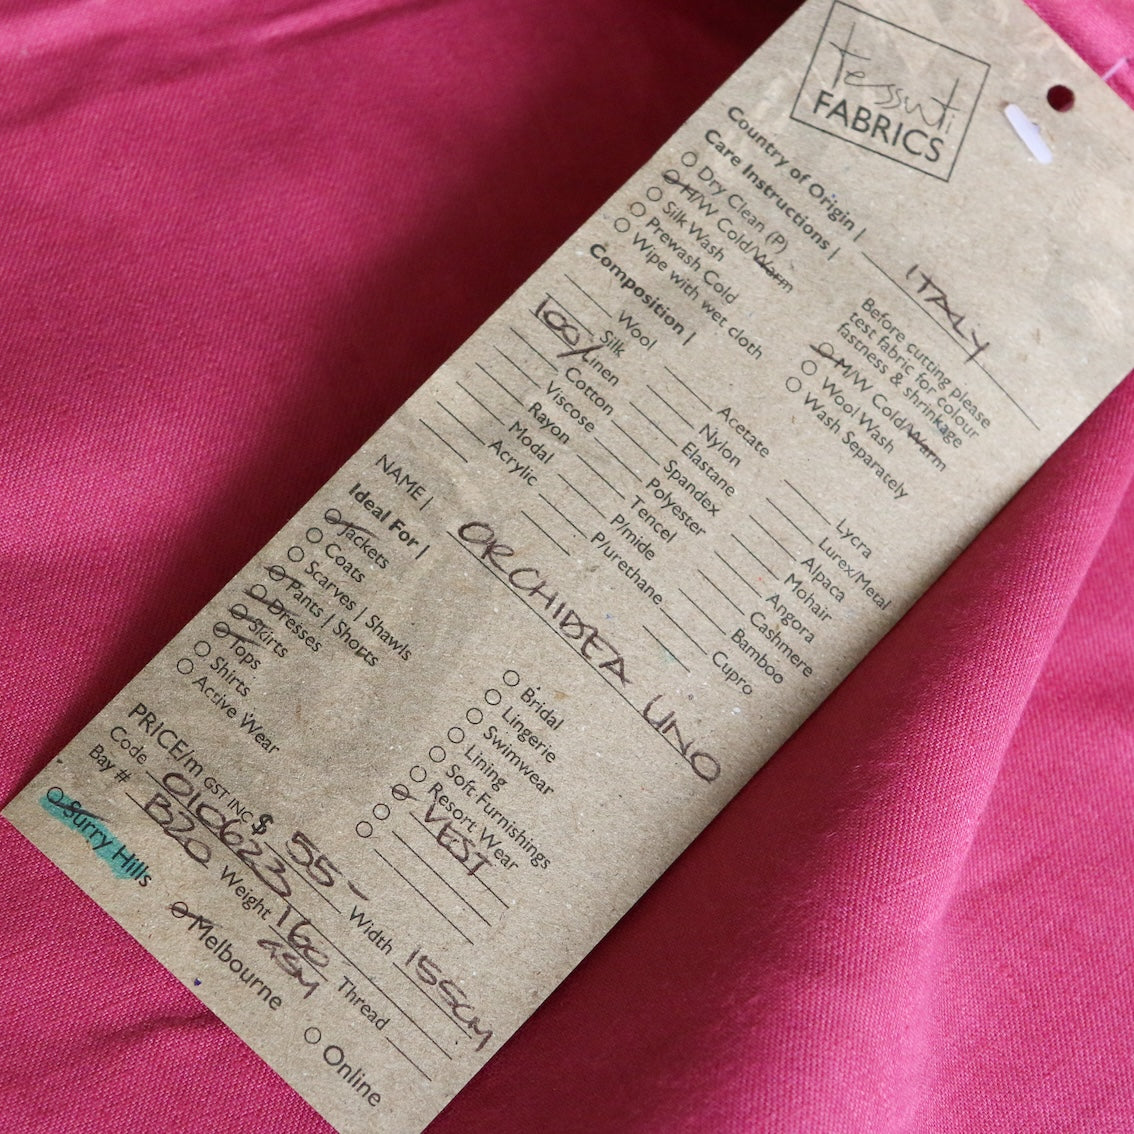 Tessuti
FABRICS
Country of Origin | ITALY
Care Instructions |
Dry Clean (P)
H/W Cold/Warm
Silk Wash
Prewash Cold
Wipe with wet cloth
Before cutting please
test fabric for colour
fastness & shrinkage
M/W Cold/Warm
Wool Wash
Wash Separately
Composition |
Wool
Silk
100/ Linen
Cotton
Viscose
Rayon
Modal
Acrylic
Acetate
Nylon
Elastane
Spandex
Polyester
Tencel
P/mide
P/urethane
Lycra
Lurex/Metal
Alpaca
Mohair
Angora
Cashmere
Bamboo
Cupro
NAME | ORCHIDEA UNO
Ideal For |
Jackets
Coats
Scarves | Shawls
Pants | Shorts
Dresses
Skirts
Tops
Shirts
Active Wear
Bridal
Lingerie
Swimwear
Lining
Soft Furnishings
Resort Wear
VEST
PRICE/m GST INC $ 55-
Code 010623 Width 155CM
Bay # B20 Weight 160 GSM Thread
Surry Hills
Melbourne
Online